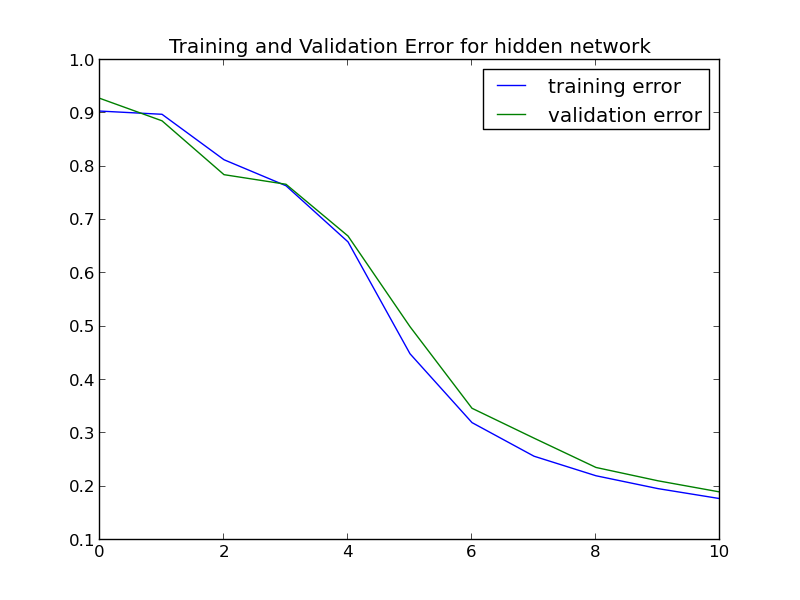 Training and Validation Error for hidden network
training error
validation error
1.0
0.9
0.8
0.7
0.6
0.5
0.4
0.3
0.2
0.1
0 2 4 6 8 10